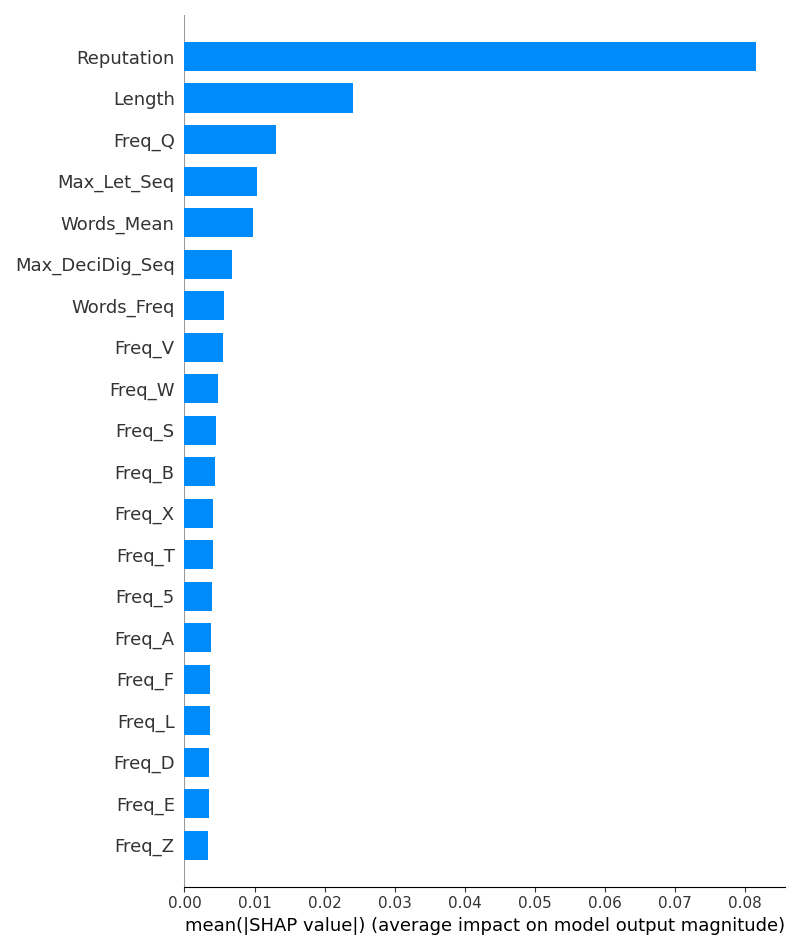 Reputation
Length
Freq_Q
Max_Let_Seq
Words_Mean
Max_DeciDig_Seq
Words_Freq
Freq_V
Freq_W
Freq_S
Freq_B
Freq_X
Freq_T
Freq_5
Freq_A
Freq_F
Freq_L
Freq_D
Freq_E
Freq_Z
0.00 0.01 0.02 0.03 0.04 0.05 0.06 0.07 0.08
mean(|SHAP value|) (average impact on model output magnitude)